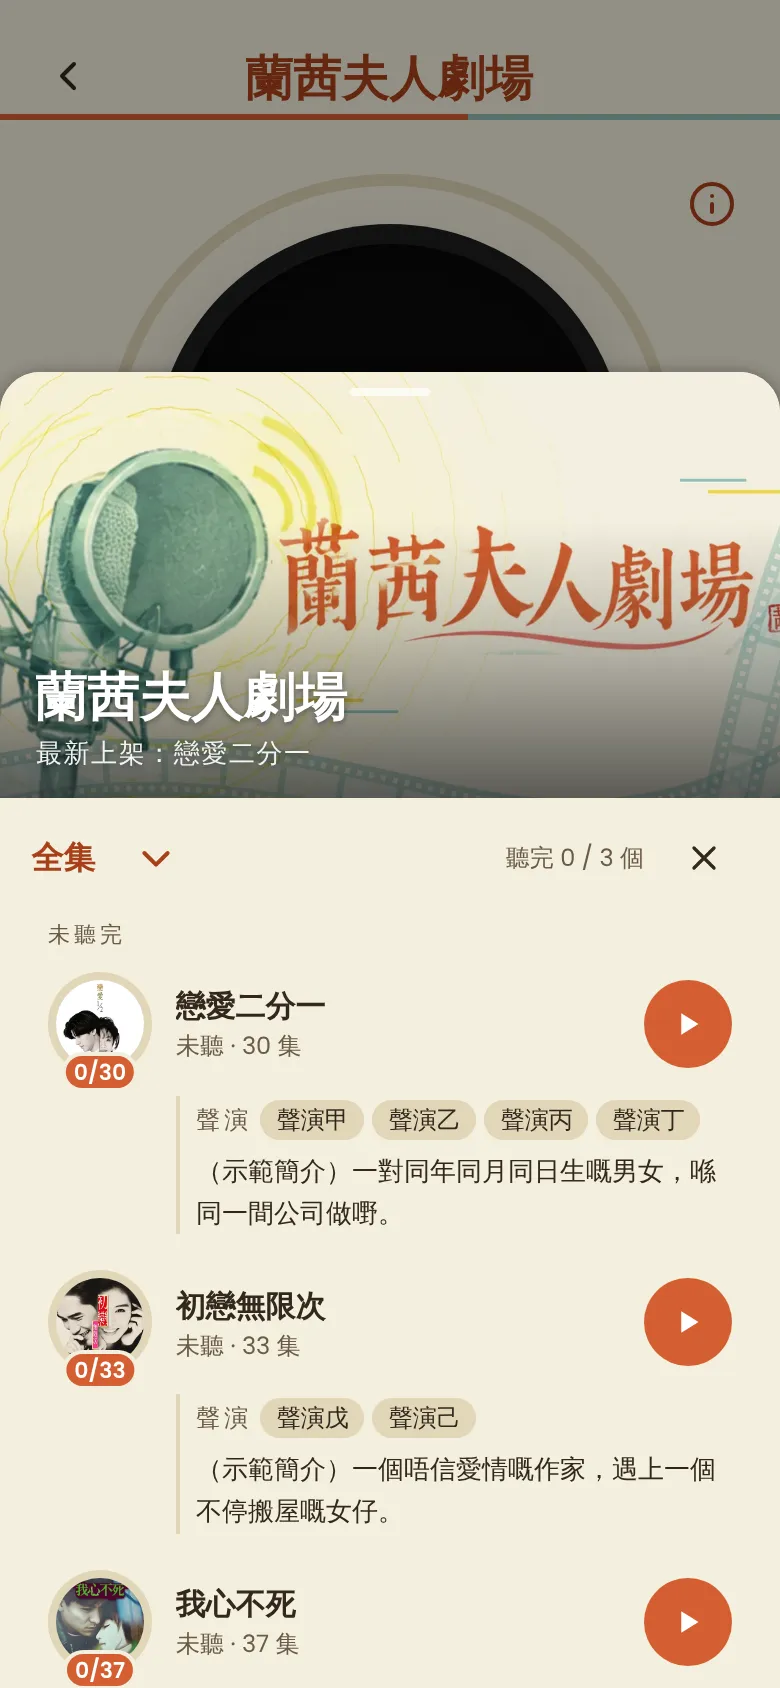 蘭茜夫人劇場
蘭茜夫人劇場
蘭茜夫人劇場
最新上架：戀愛二分一
全集
聽完 0 / 3 個
未聽完
戀愛二分一
未聽 · 30 集
0/30
聲演 聲演甲 聲演乙 聲演丙 聲演丁
（示範簡介）一對同年同月同日生嘅男女，喺
同一間公司做嘢。
初戀
初戀無限次
未聽 · 33 集
0/33
聲演 聲演戊 聲演己
（示範簡介）一個唔信愛情嘅作家，遇上一個
不停搬屋嘅女仔。
我心不死
我心不死
未聽 · 37 集
0/37